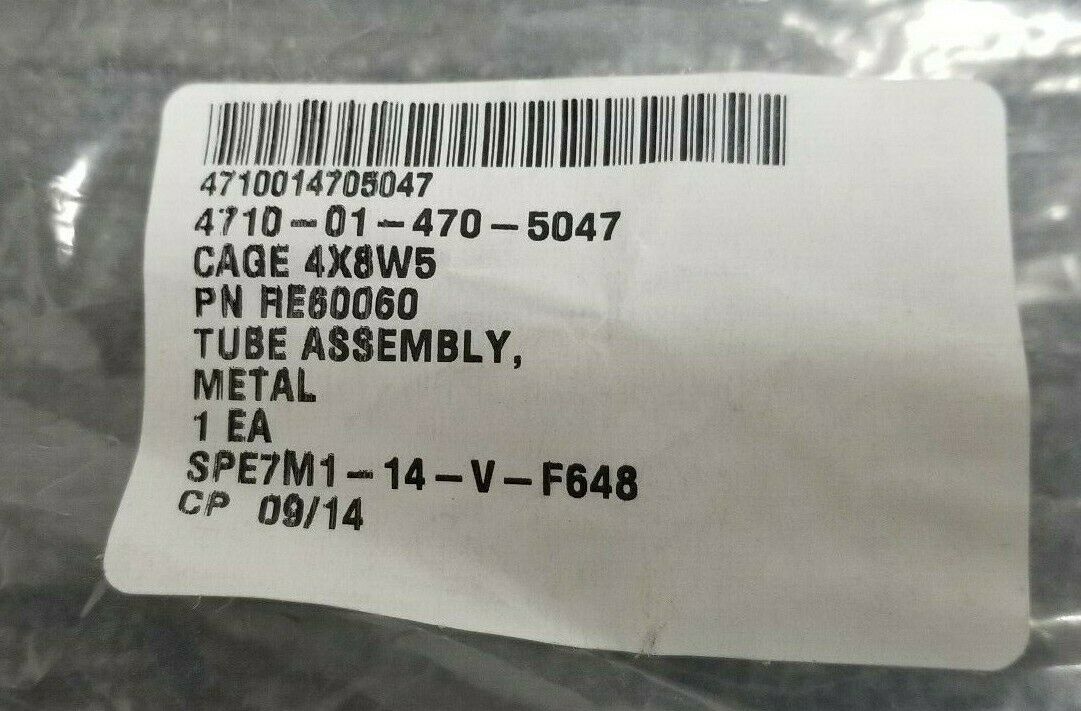 4710014705047
4710-01-470-5047
CAGE 4X8W5
PN RE60060
TUBE ASSEMBLY,
METAL
1 EA
SPE7M1-14-V-F648
CP 09/14